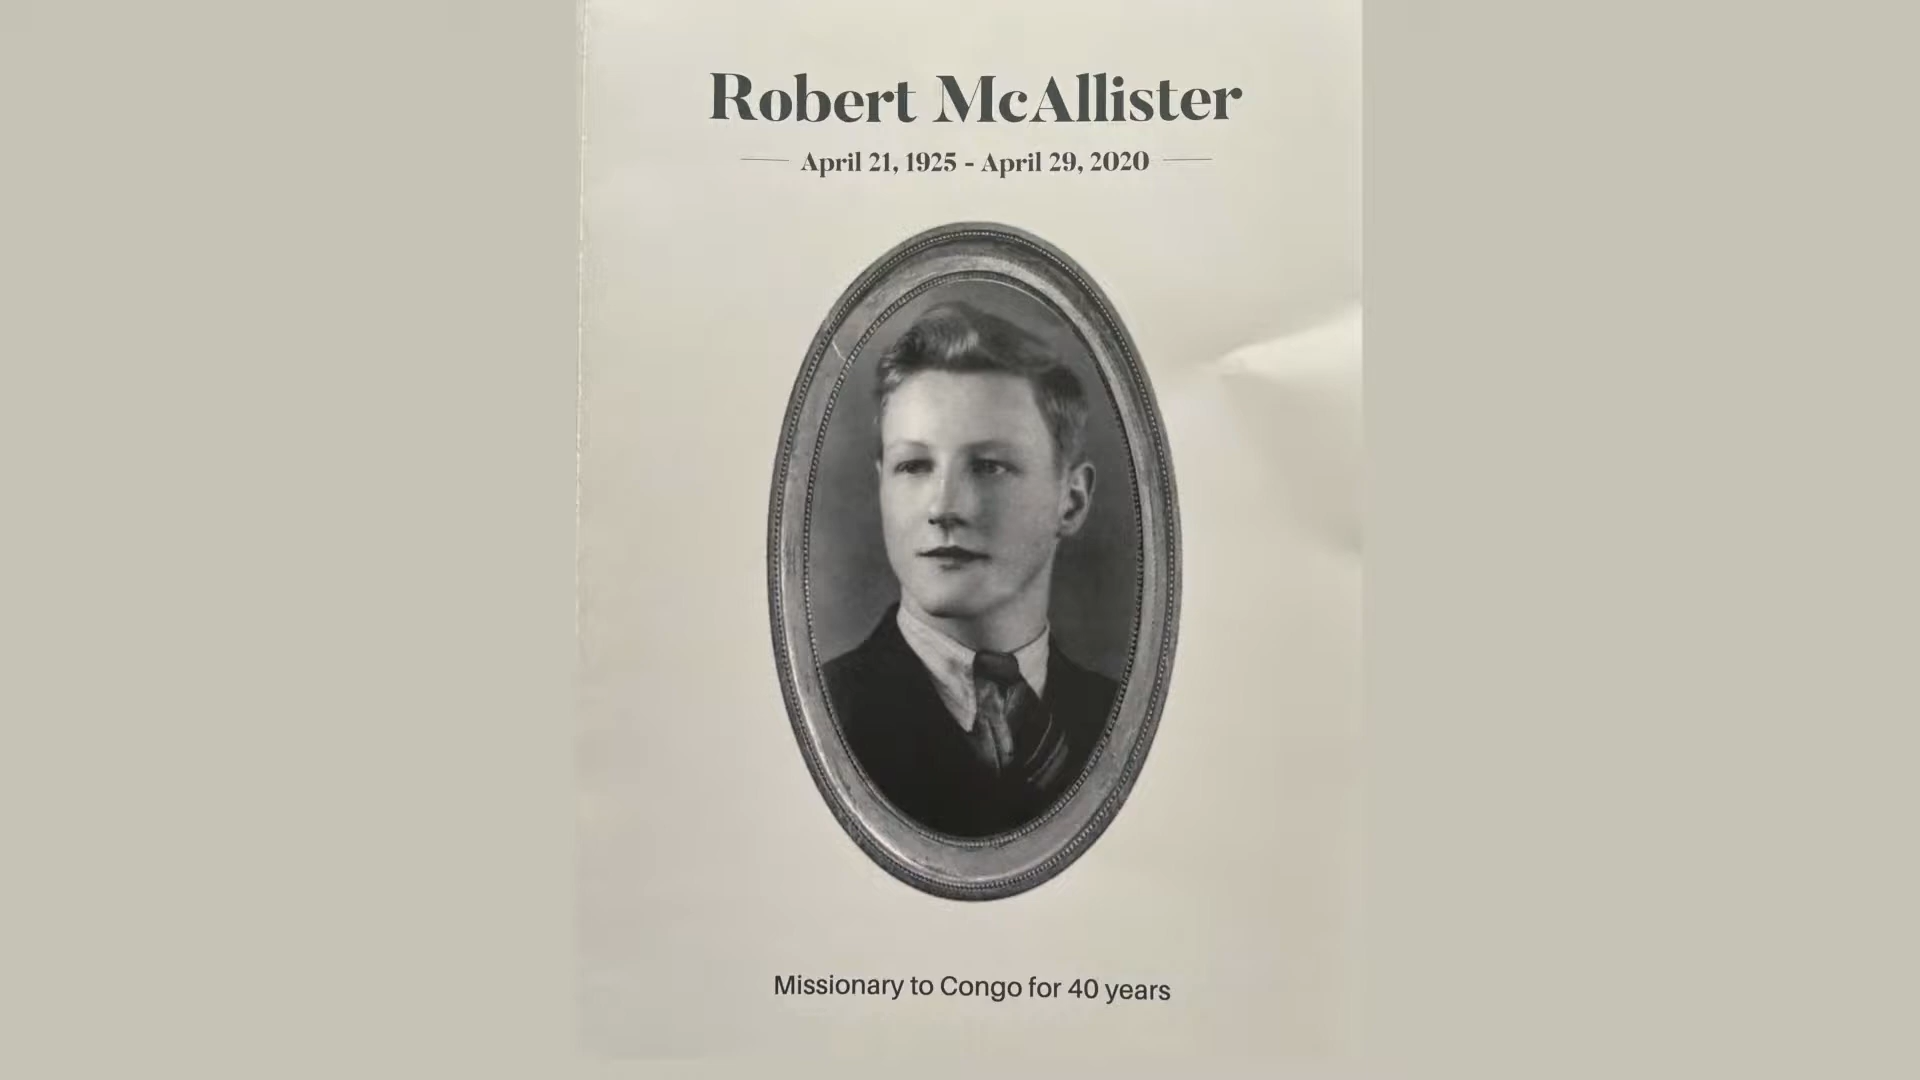 Robert McAllister
April 21, 1925 - April 29, 2020
Missionary to Congo for 40 years